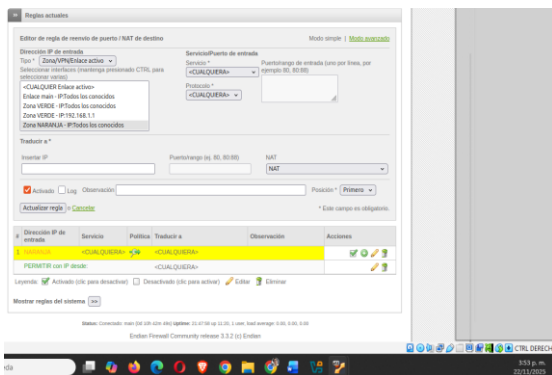 Reglas actuales
Editor de regla de reenvío de puerto / NAT de destino
Modo simple | Modo avanzado
Dirección IP de entrada
Servicio/Puerto de entrada
Tipo * Zona/VPN/Enlace activo
Servicio *
Puerto/rango de entrada (uno por línea, por ejemplo 80, 80:88)
Seleccionar interfaces (mantenga presionado CTRL para seleccionar varias)
<CUALQUIERA>
<CUALQUIER Enlace activo>
Enlace main - IP:Todos los conocidos
Zona VERDE - IP:Todos los conocidos
Zona VERDE - IP:192.168.1.1
Zona NARANJA - IP:Todos los conocidos
Protocolo *
<CUALQUIERA>
Traducir a *
Insertar IP
Puerto/rango (ej. 80, 80:88)
NAT
NAT
Activado Log Observación
Posición * Primero
Actualizar regla o Cancelar
* Este campo es obligatorio.
# Dirección IP de entrada Servicio Política Traducir a Observación Acciones
1 NARANJA <CUALQUIERA> <CUALQUIERA>
PERMITIR con IP desde: <CUALQUIERA>
Leyenda: Activado (clic para desactivar) Desactivado (clic para activar) Editar Eliminar
Mostrar reglas del sistema >>
Endian Firewall Community release 3.3.2 (c) Endian
CTRL DERECH
eda
3:53 p. m.
22/11/2025